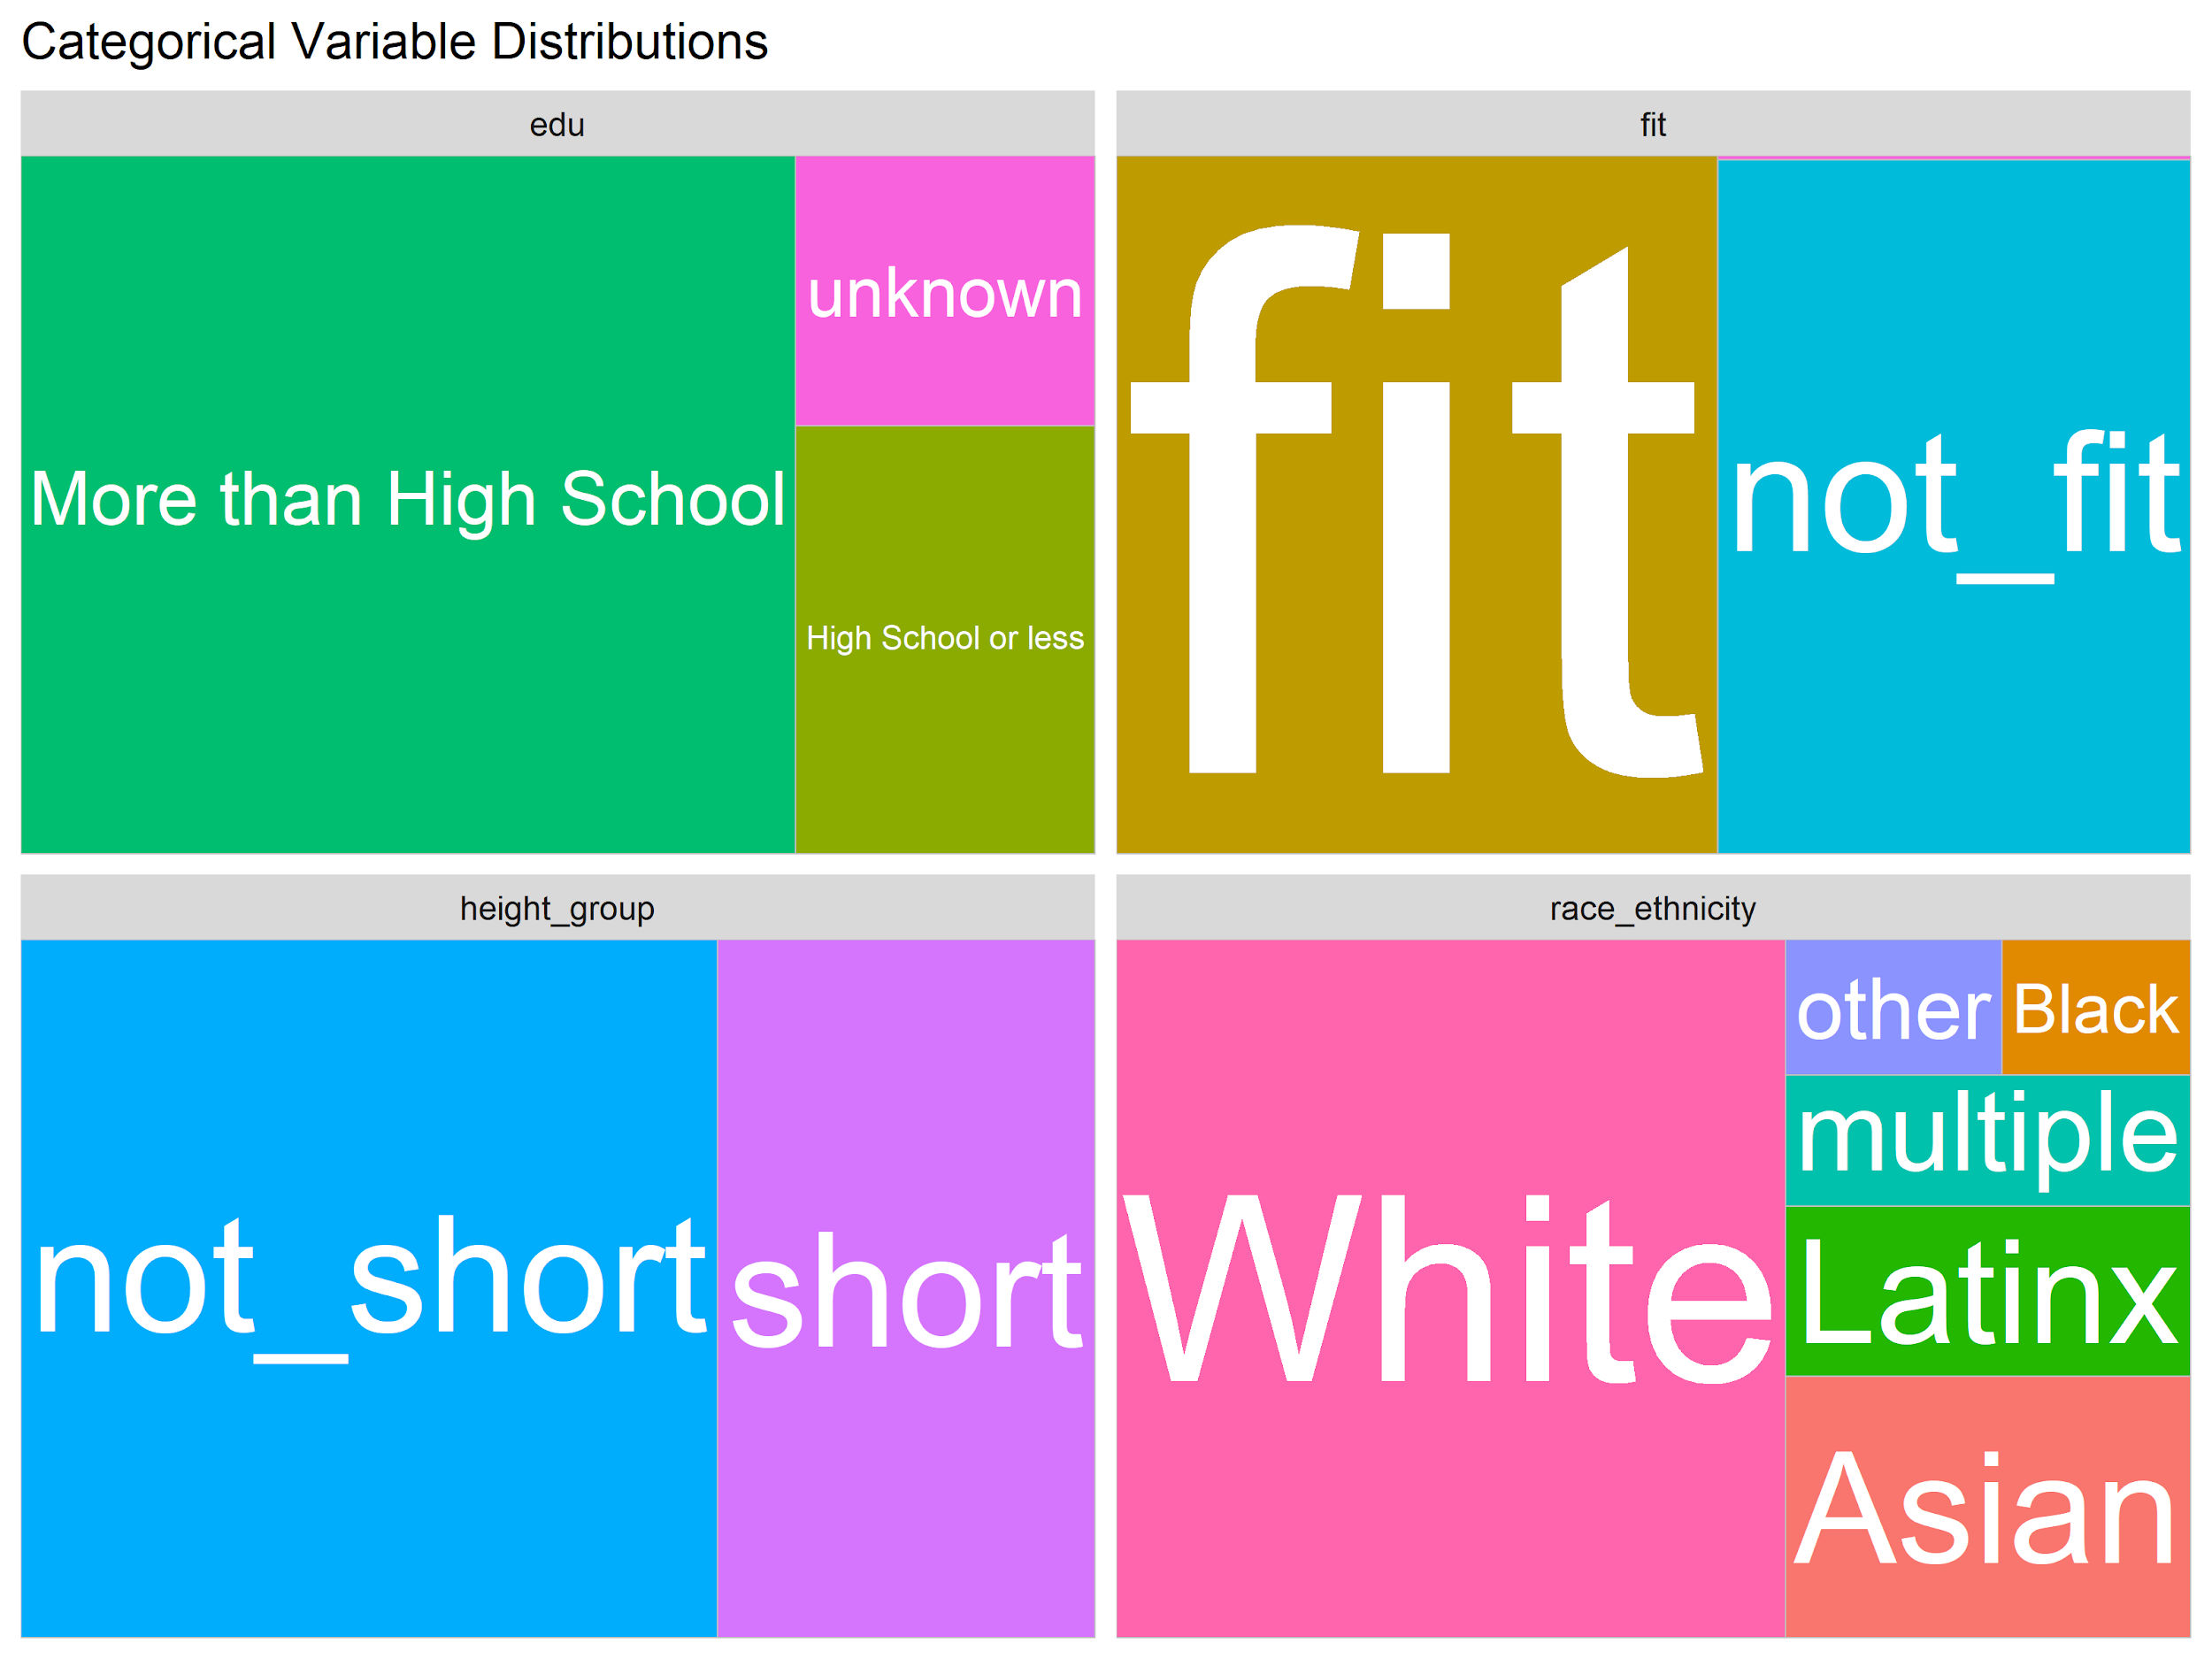 Categorical Variable Distributions
edu
More than High School
unknown
High School or less
fit
fit
not_fit
height_group
not_short
short
race_ethnicity
White
other
Black
multiple
Latinx
Asian